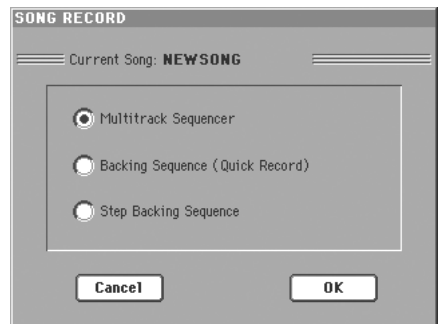 SONG RECORD
Current Song: NEWSONG
Multitrack Sequencer
Backing Sequence (Quick Record)
Step Backing Sequence
Cancel OK